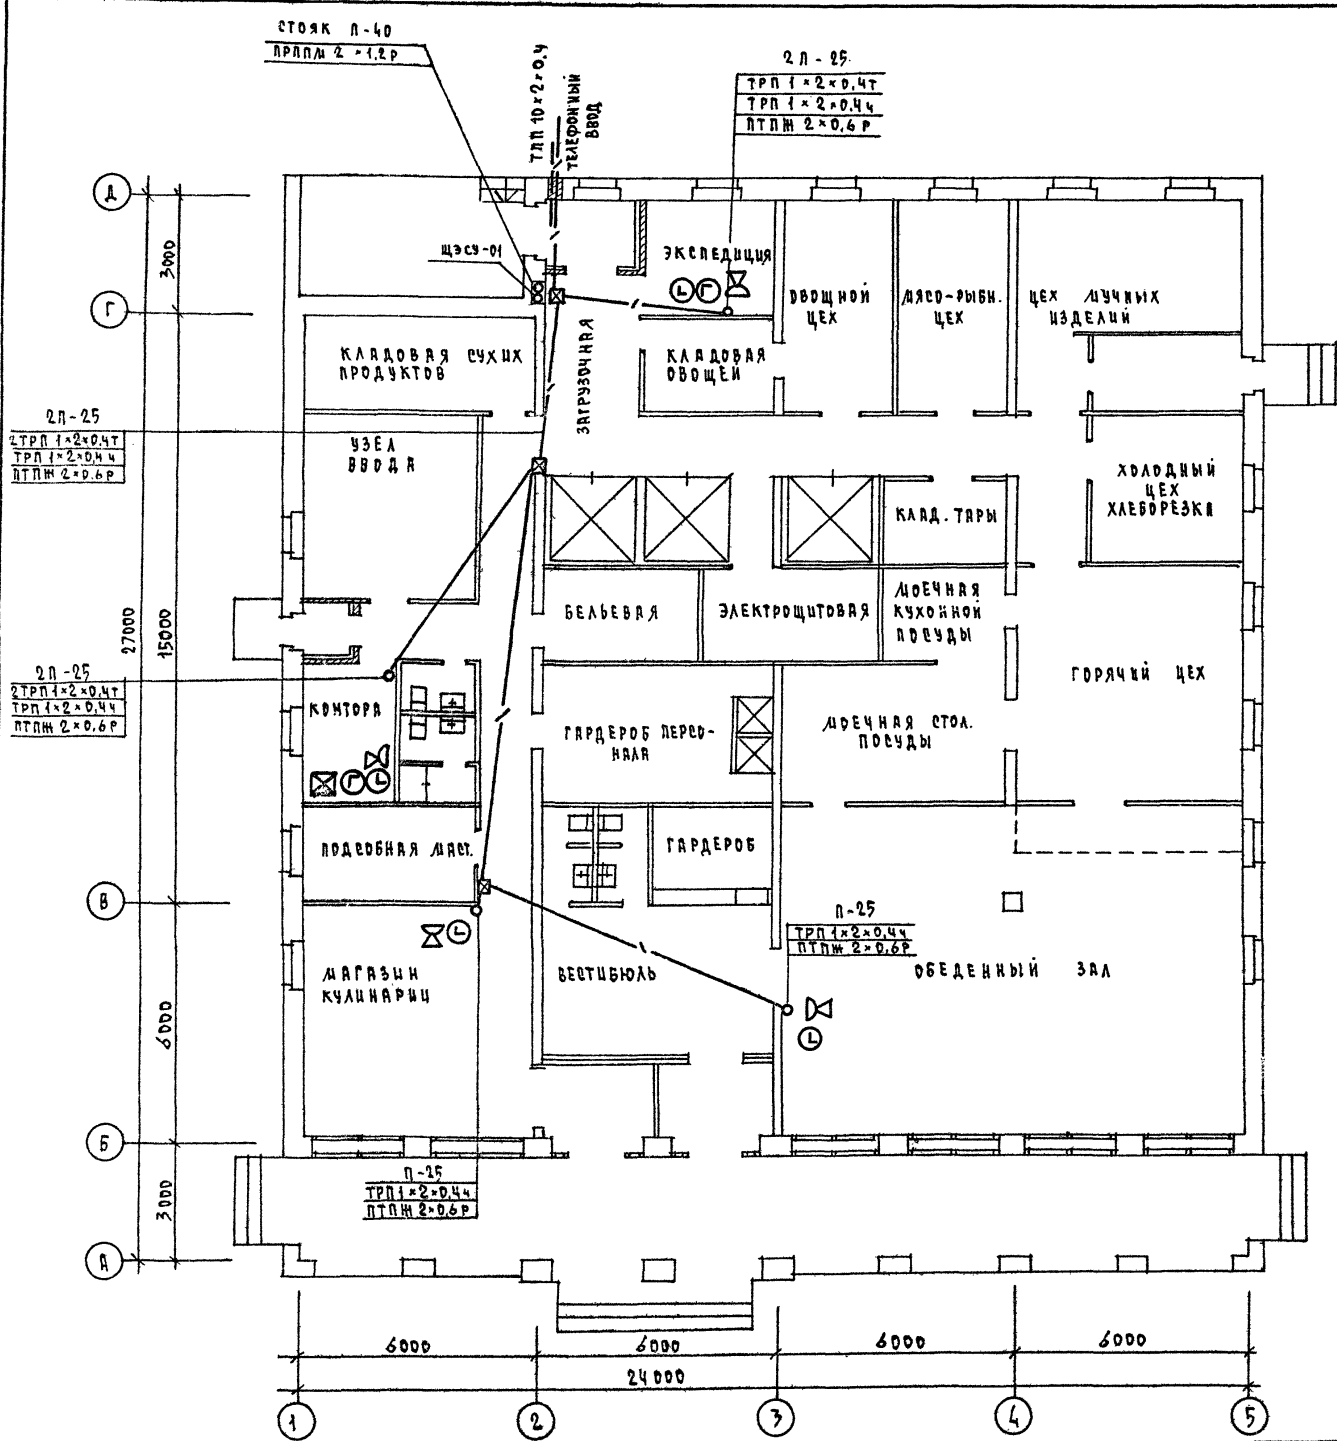 СТОЯК П-40
ПРППМ 2×1,2Р
ТПП 10×2×0,4
ТЕЛЕФОННЫЙ
ВВОД
2П-25
ТРП 1×2×0,4Т
ТРП 1×2×0,4Ч
ПТПЖ 2×0,6Р
Д
3000
ЩЭСУ-01
ЭКСПЕДИЦИЯ
Г
ОВОЩНОЙ
ЦЕХ
МЯСО-РЫБН.
ЦЕХ
ЦЕХ МУЧНЫХ
ИЗДЕЛИЙ
КЛАДОВАЯ СУХИХ
ПРОДУКТОВ
ЗАГРУЗОЧНАЯ
КЛАДОВАЯ
ОВОЩЕЙ
2П-25
2ТРП 1×2×0,4Т
ТРП 1×2×0,4Ч
ПТПЖ 2×0,6Р
УЗЕЛ
ВВОДА
ХОЛОДНЫЙ
ЦЕХ
ХЛЕБОРЕЗКА
КЛАД. ТАРЫ
27000
15000
БЕЛЬЕВАЯ
ЭЛЕКТРОЩИТОВАЯ
МОЕЧНАЯ
КУХОННОЙ
ПОСУДЫ
2П-25
2ТРП 1×2×0,4Т
ТРП 1×2×0,4Ч
ПТПЖ 2×0,6Р
КОНТОРА
ГАРДЕРОБ ПЕРСО-
НАЛА
МОЕЧНАЯ СТОЛ.
ПОСУДЫ
ГОРЯЧИЙ ЦЕХ
Г
L
L
Г
ПОДСОБНАЯ МАСТ.
ГАРДЕРОБ
В
L
П-25
ТРП 1×2×0,4Ч
ПТПЖ 2×0,6Р
МАГАЗИН
КУЛИНАРИИ
ВЕСТИБЮЛЬ
ОБЕДЕННЫЙ ЗАЛ
L
6000
Б
П-25
ТРП 1×2×0,4Ч
ПТПЖ 2×0,6Р
3000
А
6000
6000
6000
6000
24000
1
2
3
4
5